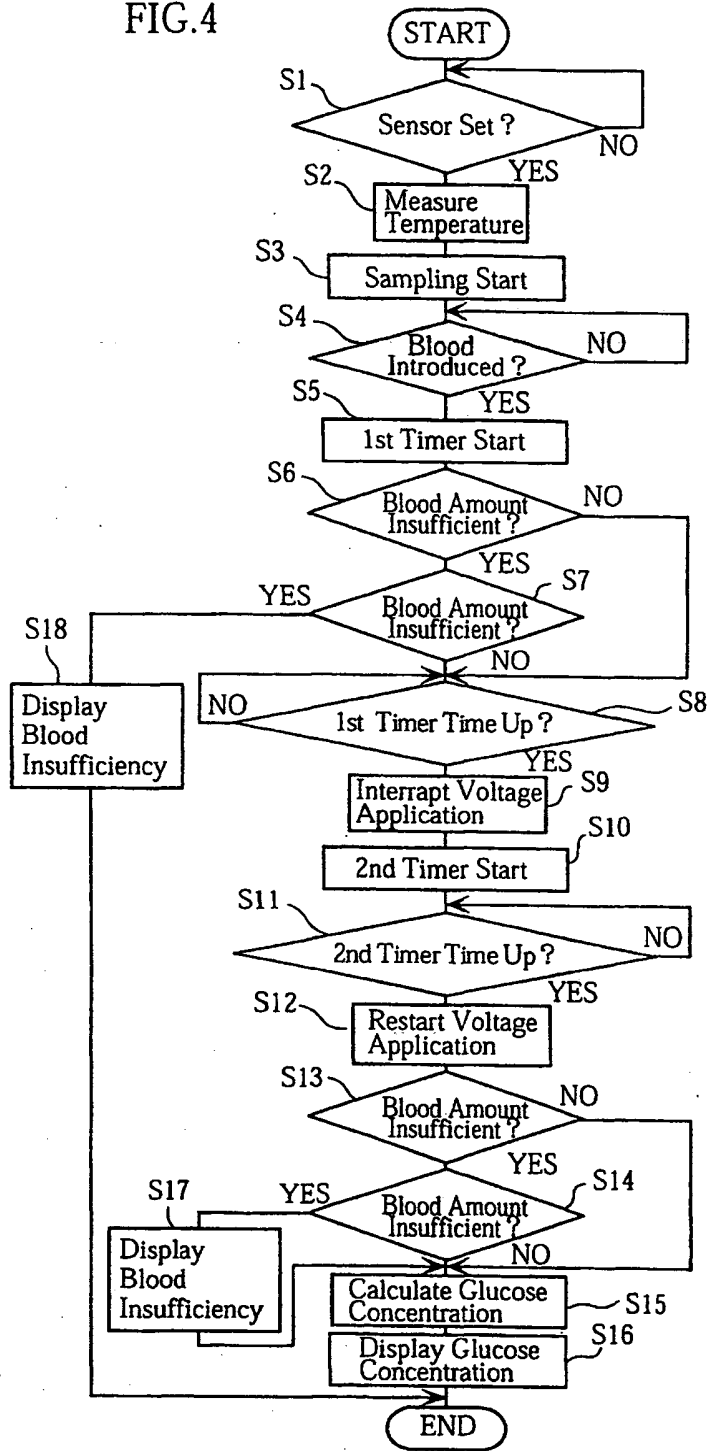 FIG.4
START
S1
Sensor Set ?
NO
YES
S2
Measure
Temperature
S3
Sampling Start
S4
Blood
Introduced ?
NO
YES
S5
1st Timer Start
S6
Blood Amount
Insufficient ?
NO
YES
S7
YES
Blood Amount
Insufficient ?
NO
S18
Display
Blood
Insufficiency
NO
1st Timer Time Up ?
S8
YES
Interrapt Voltage
Application
S9
2nd Timer Start
S10
S11
2nd Timer Time Up ?
NO
YES
S12
Restart Voltage
Application
S13
Blood Amount
Insufficient ?
NO
YES
S14
YES
Blood Amount
Insufficient ?
NO
S17
Display
Blood
Insufficiency
Calculate Glucose
Concentration
S15
Display Glucose
Concentration
S16
END